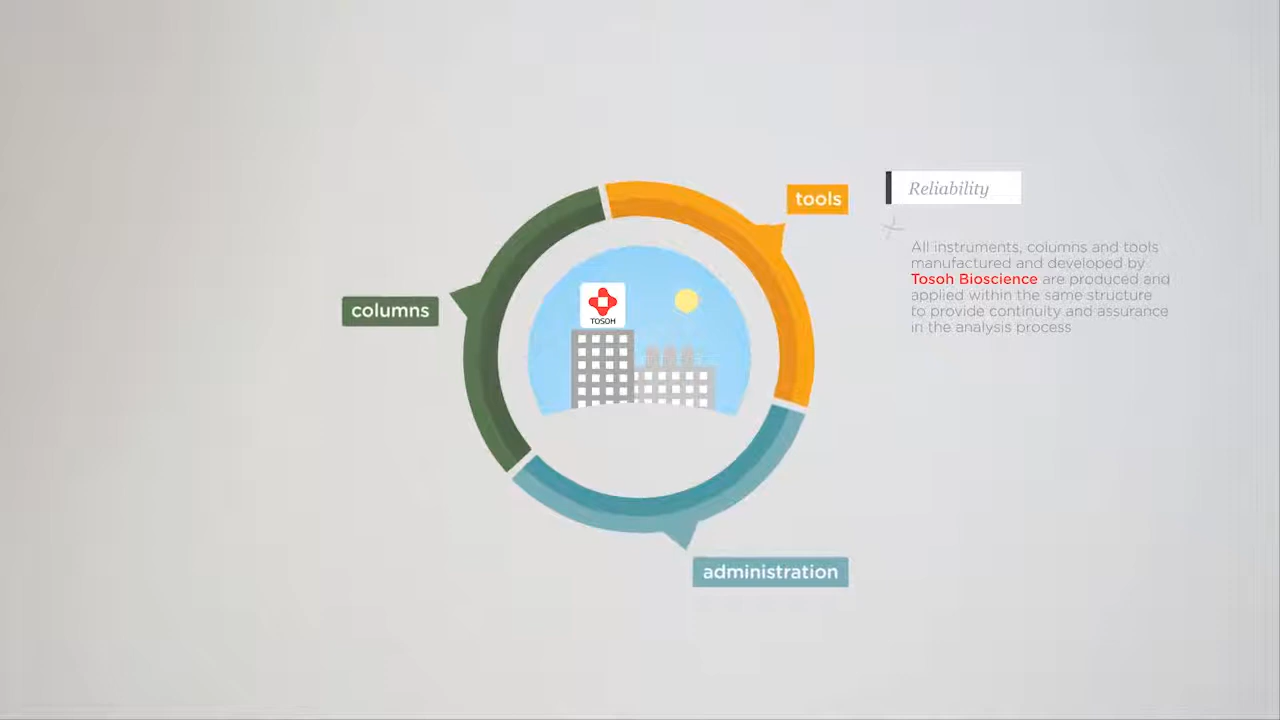 tools
Reliability
columns
TOSOH
All instruments, columns and tools
manufactured and developed by
Tosoh Bioscience are produced and
applied within the same structure
to provide continuity and assurance
in the analysis process
administration